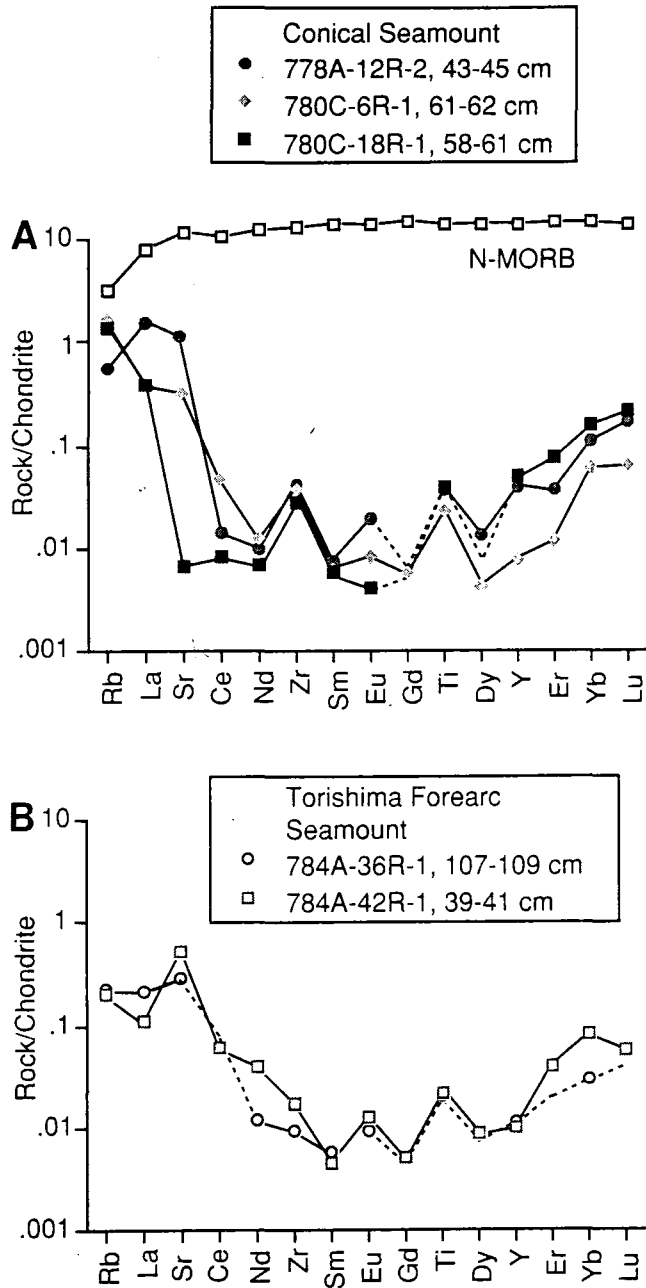 Conical Seamount
778A-12R-2, 43-45 cm
780C-6R-1, 61-62 cm
780C-18R-1, 58-61 cm
A
10
1
.1
.01
.001
Rock/Chondrite
N-MORB
Rb La Sr Ce Nd Zr Sm Eu Gd Ti Dy Y Er Yb Lu
B
Torishima Forearc
Seamount
784A-36R-1, 107-109 cm
784A-42R-1, 39-41 cm
10
1
.1
.01
.001
Rock/Chondrite
Rb La Sr Ce Nd Zr Sm Eu Gd Ti Dy Y Er Yb Lu